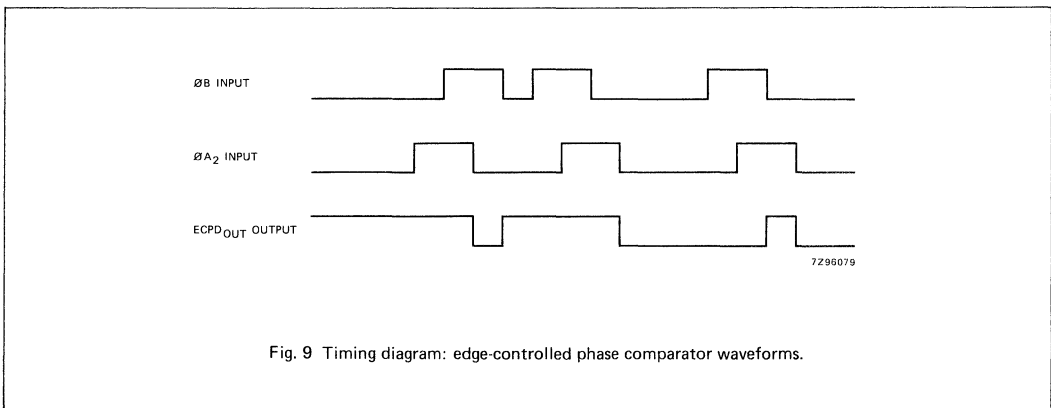 ØB INPUT
ØA2 INPUT
ECPDOUT OUTPUT
7Z96079
Fig. 9 Timing diagram: edge-controlled phase comparator waveforms.